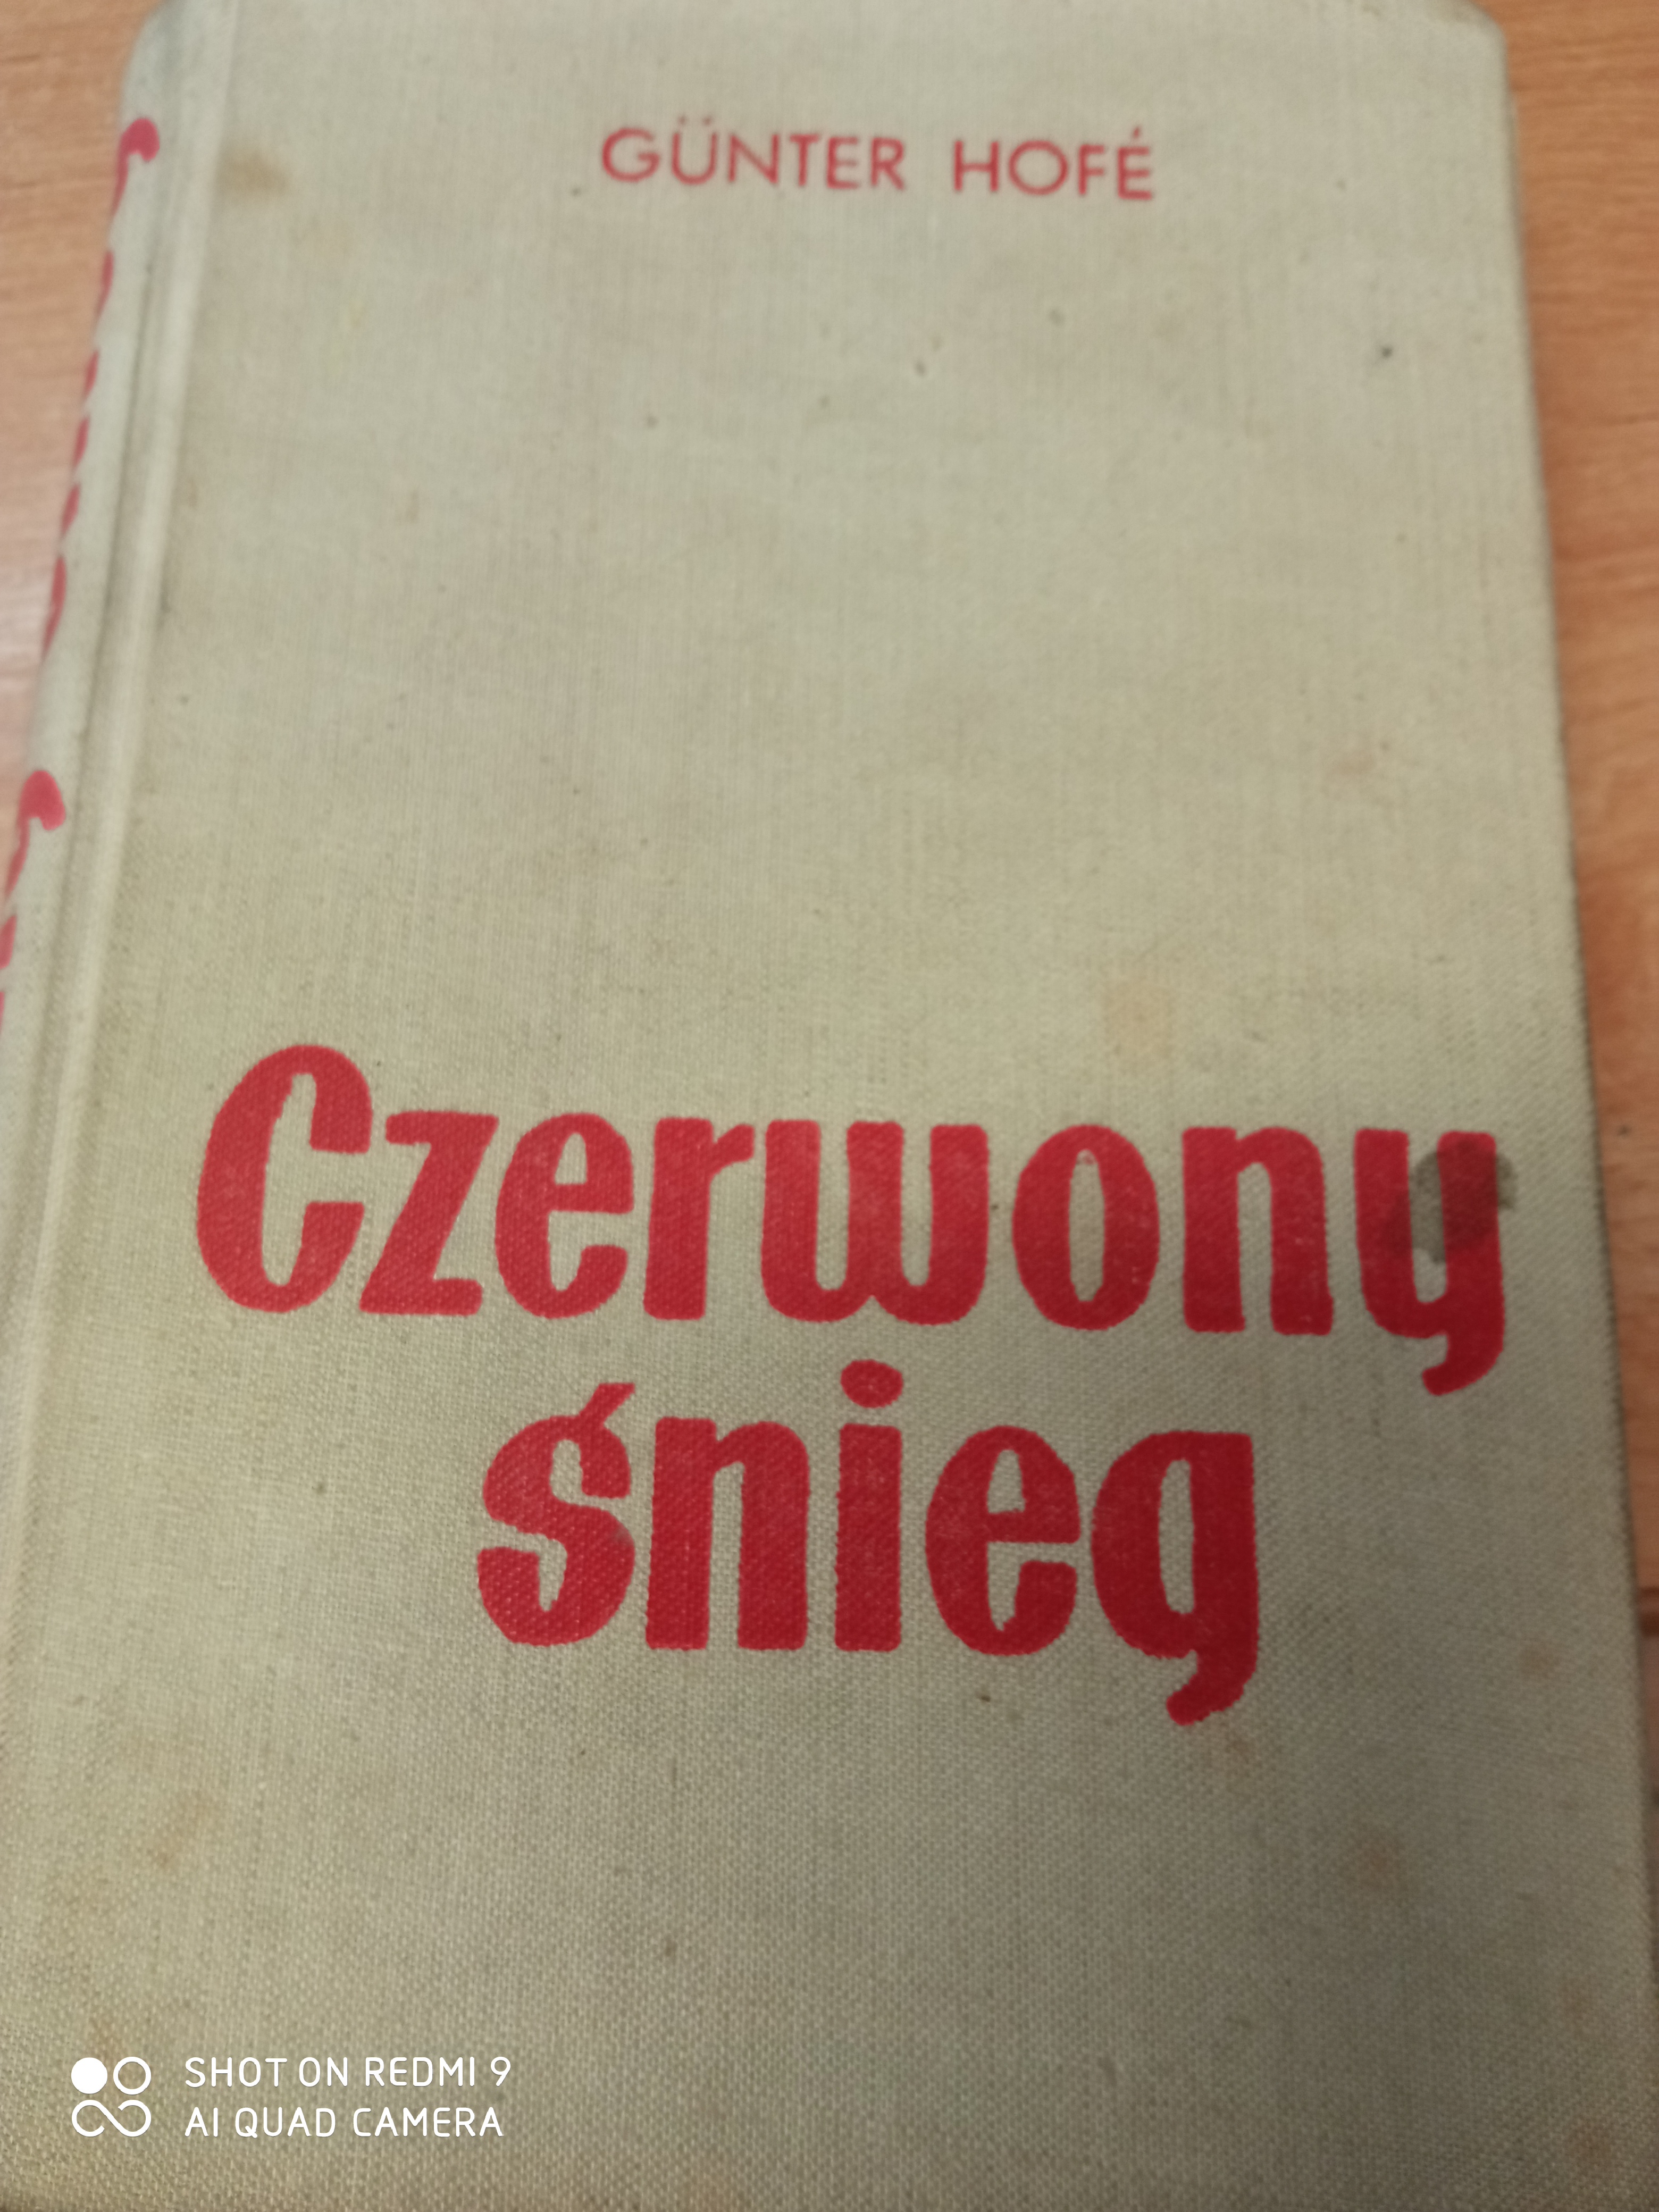 GÜNTER HOFÉ
Czerwony
śnieg
SHOT ON REDMI 9
AI QUAD CAMERA